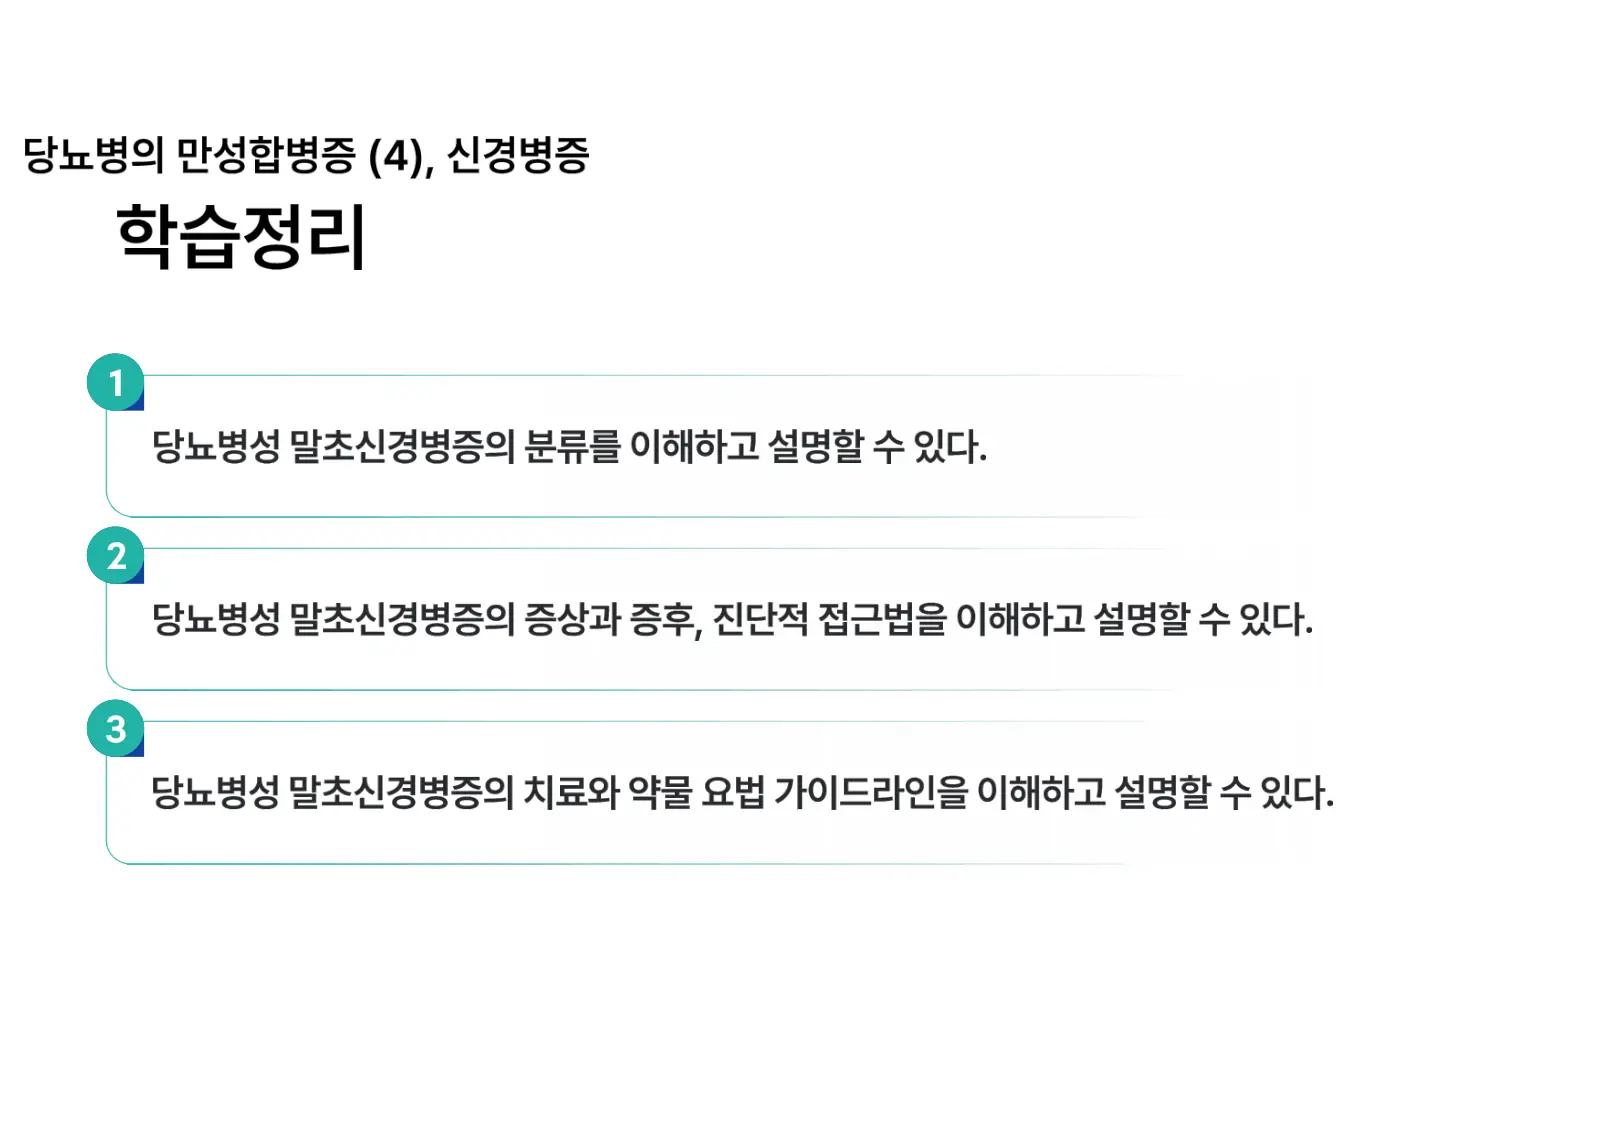 당뇨병의 만성합병증 (4), 신경병증
학습정리
1
당뇨병성 말초신경병증의 분류를 이해하고 설명할 수 있다.
2
당뇨병성 말초신경병증의 증상과 증후, 진단적 접근법을 이해하고 설명할 수 있다.
3
당뇨병성 말초신경병증의 치료와 약물 요법 가이드라인을 이해하고 설명할 수 있다.